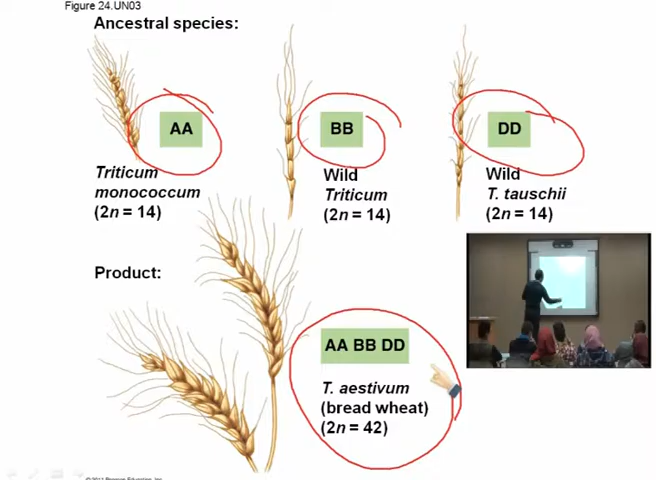 Figure 24.UN03
Ancestral species:
AA
BB
DD
Triticum
monococcum
(2n = 14)
Wild
Triticum
(2n = 14)
Wild
T. tauschii
(2n = 14)
Product:
AA BB DD
T. aestivum
(bread wheat)
(2n = 42)